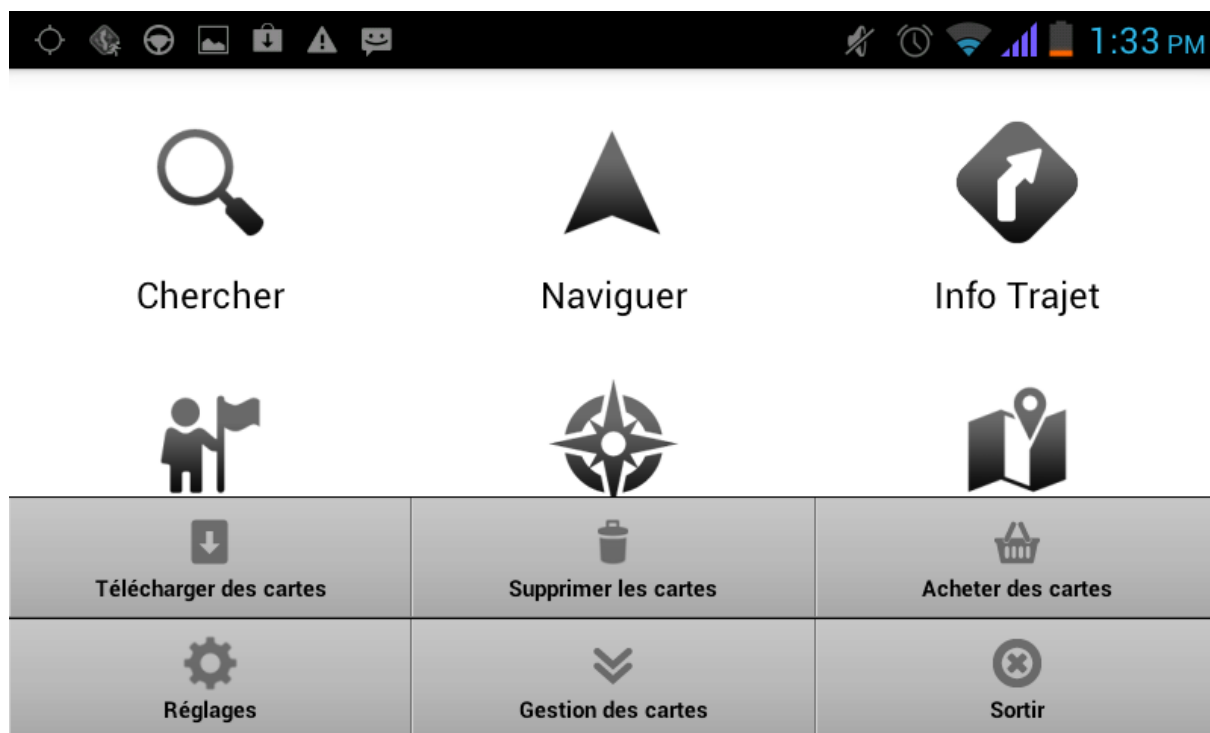 1:33 PM
Chercher Naviguer Info Trajet
Télécharger des cartes Supprimer les cartes Acheter des cartes
Réglages Gestion des cartes Sortir